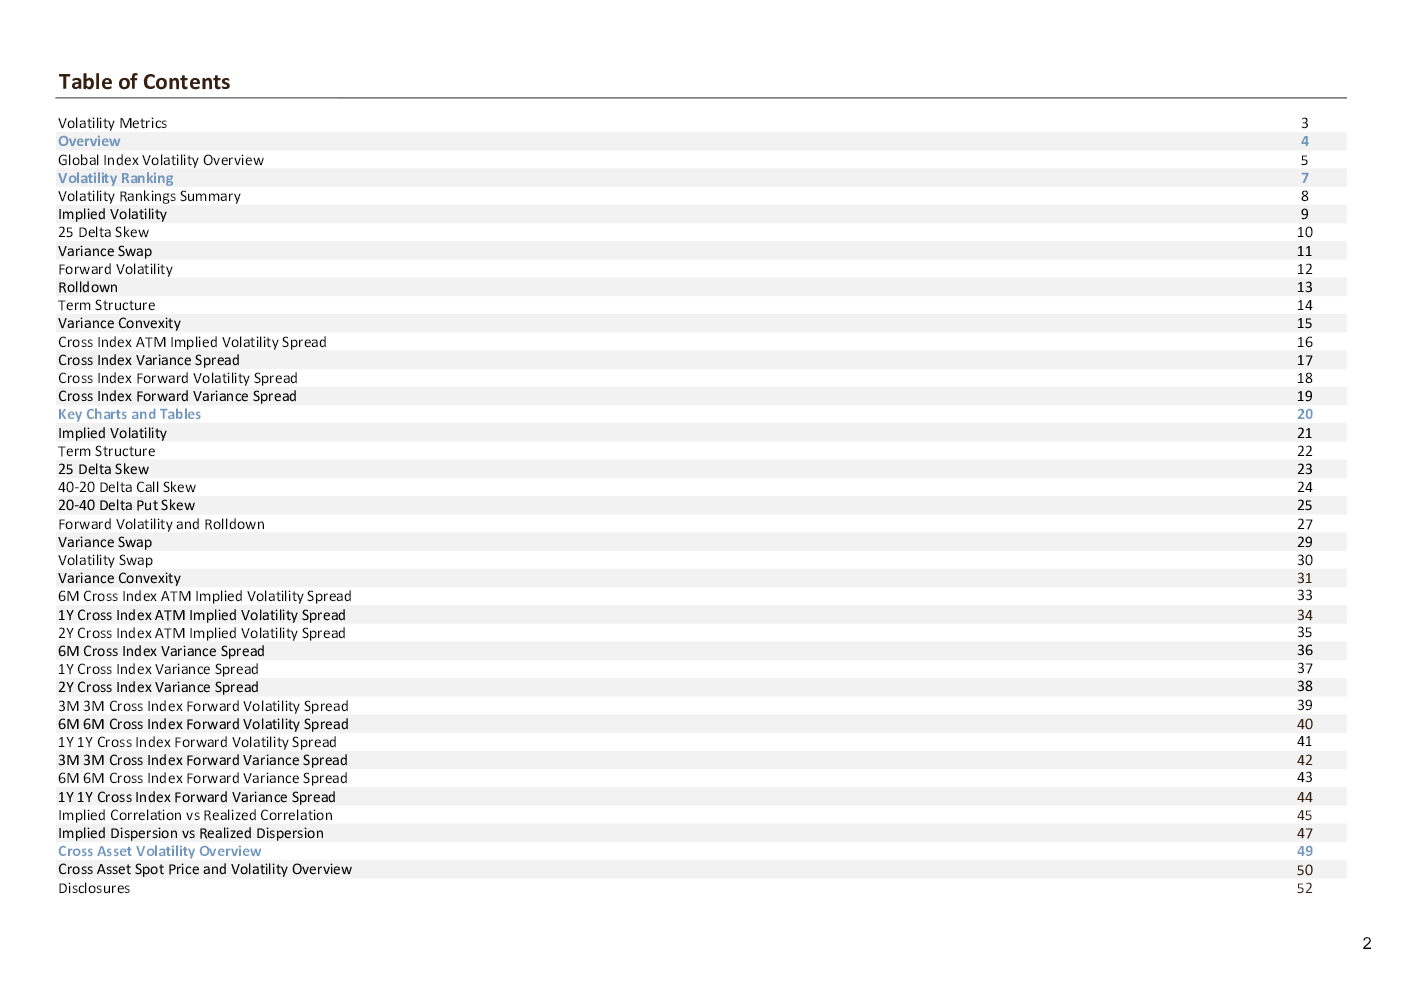 Table of Contents
Volatility Metrics 3
Overview 4
Global Index Volatility Overview 5
Volatility Ranking 7
Volatility Rankings Summary 8
Implied Volatility 9
25 Delta Skew 10
Variance Swap 11
Forward Volatility 12
Rolldown 13
Term Structure 14
Variance Convexity 15
Cross Index ATM Implied Volatility Spread 16
Cross Index Variance Spread 17
Cross Index Forward Volatility Spread 18
Cross Index Forward Variance Spread 19
Key Charts and Tables 20
Implied Volatility 21
Term Structure 22
25 Delta Skew 23
40-20 Delta Call Skew 24
20-40 Delta Put Skew 25
Forward Volatility and Rolldown 27
Variance Swap 29
Volatility Swap 30
Variance Convexity 31
6M Cross Index ATM Implied Volatility Spread 33
1Y Cross Index ATM Implied Volatility Spread 34
2Y Cross Index ATM Implied Volatility Spread 35
6M Cross Index Variance Spread 36
1Y Cross Index Variance Spread 37
2Y Cross Index Variance Spread 38
3M 3M Cross Index Forward Volatility Spread 39
6M 6M Cross Index Forward Volatility Spread 40
1Y 1Y Cross Index Forward Volatility Spread 41
3M 3M Cross Index Forward Variance Spread 42
6M 6M Cross Index Forward Variance Spread 43
1Y 1Y Cross Index Forward Variance Spread 44
Implied Correlation vs Realized Correlation 45
Implied Dispersion vs Realized Dispersion 47
Cross Asset Volatility Overview 49
Cross Asset Spot Price and Volatility Overview 50
Disclosures 52
2